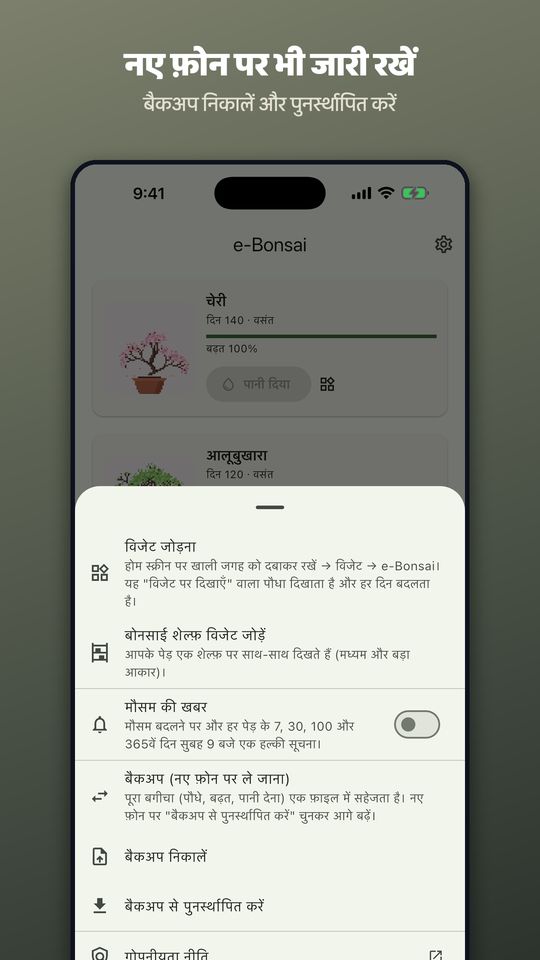 नए फ़ोन पर भी जारी रखें
बैकअप निकालें और पुनर्स्थापित करें
9:41
e-Bonsai
चेरी
दिन 140 · वसंत
बढ़त 100%
पानी दिया
आलूबुखारा
दिन 120 · वसंत
विजेट जोड़ना
होम स्क्रीन पर खाली जगह को दबाकर रखें → विजेट → e-Bonsai।
यह "विजेट पर दिखाएँ" वाला पौधा दिखाता है और हर दिन बदलता
है।
बोनसाई शेल्फ़ विजेट जोड़ें
आपके पेड़ एक शेल्फ़ पर साथ-साथ दिखते हैं (मध्यम और बड़ा
आकार)।
मौसम की खबर
मौसम बदलने पर और हर पेड़ के 7, 30, 100 और
365वें दिन सुबह 9 बजे एक हल्की सूचना।
बैकअप (नए फ़ोन पर ले जाना)
पूरा बगीचा (पौधे, बढ़त, पानी देना) एक फ़ाइल में सहेजता है। नए
फ़ोन पर "बैकअप से पुनर्स्थापित करें" चुनकर आगे बढ़ें।
बैकअप निकालें
बैकअप से पुनर्स्थापित करें
गोपनीयता नीति